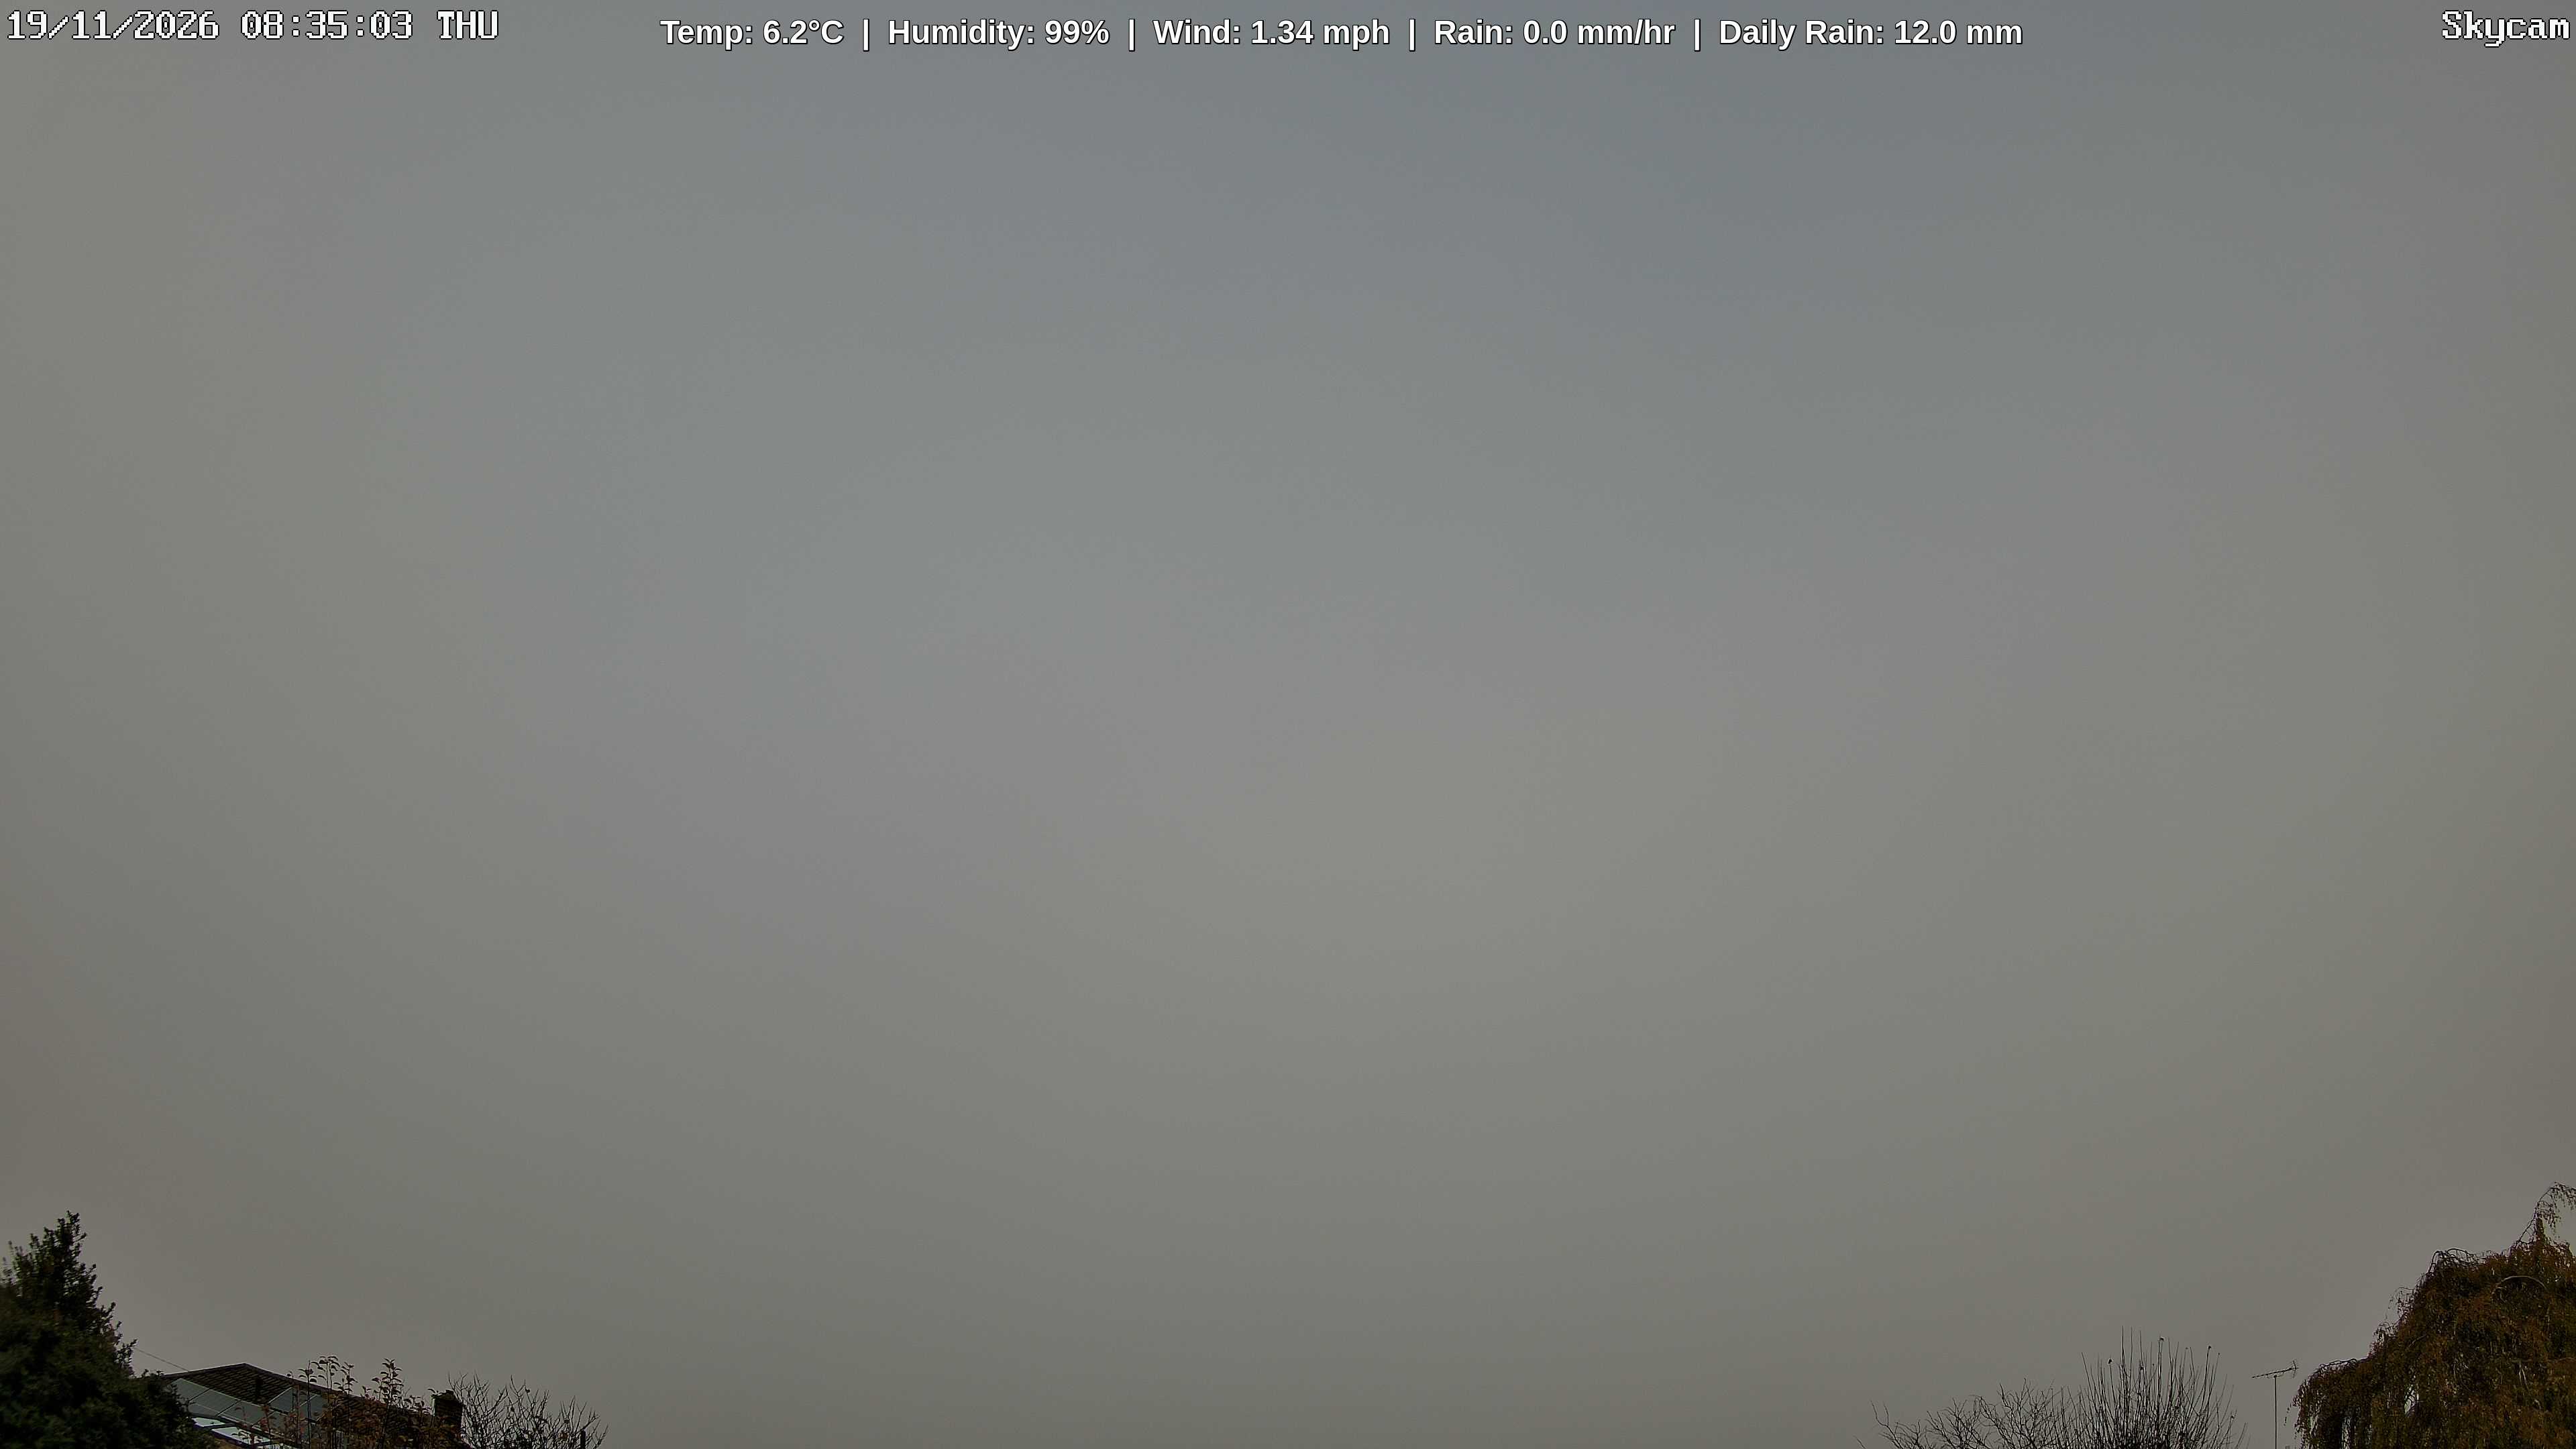 19/11/2026 08:35:03 THU
Temp: 6.2°C | Humidity: 99% | Wind: 1.34 mph | Rain: 0.0 mm/hr | Daily Rain: 12.0 mm
Skycam